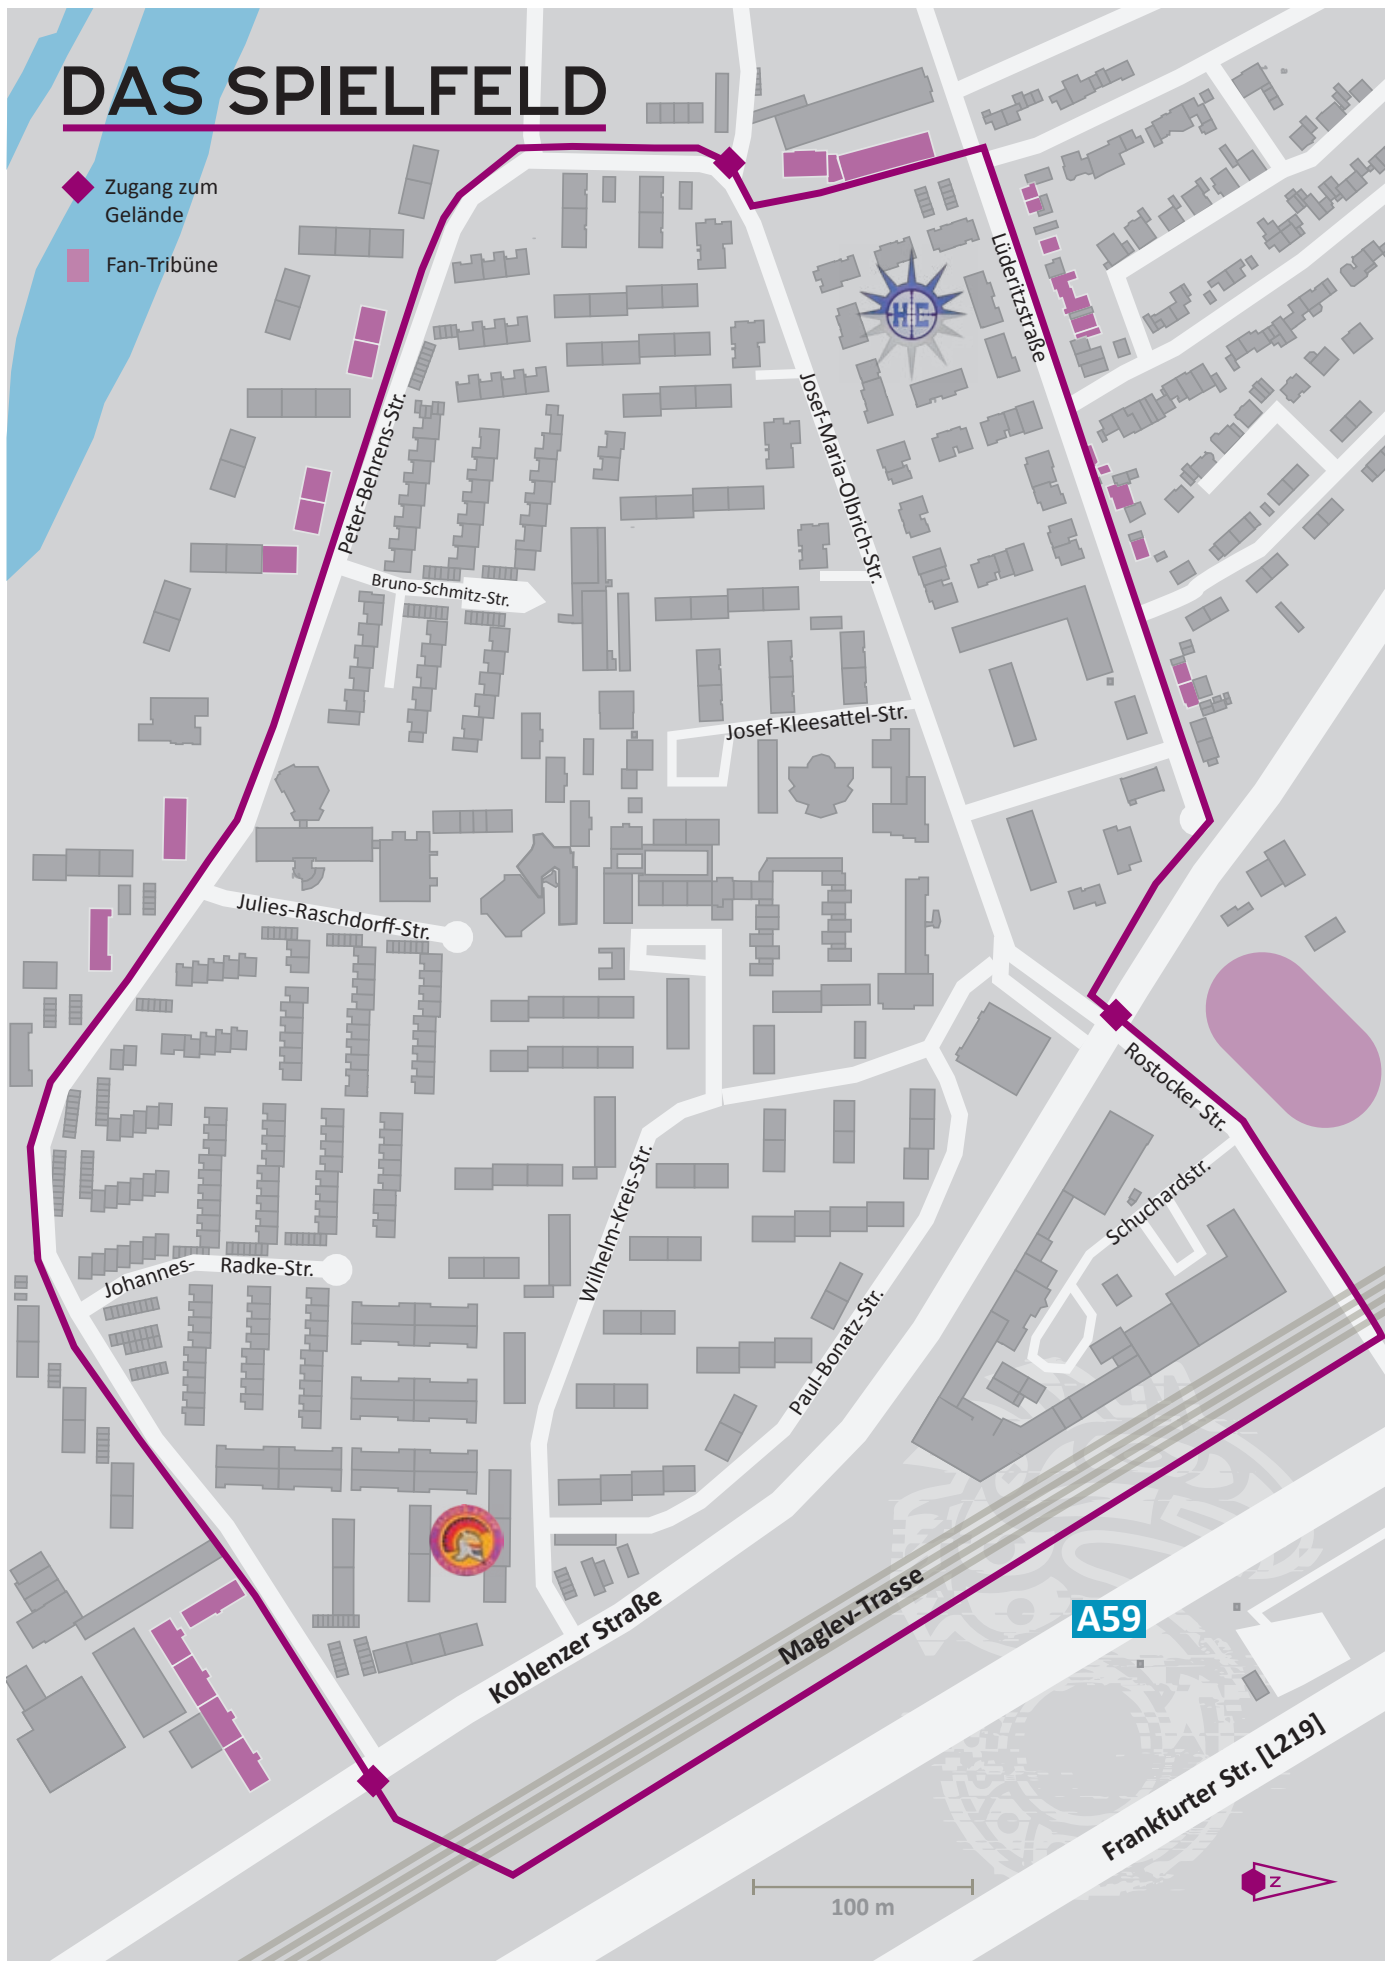 DAS SPIELFELD
Zugang zum
Gelände
Fan-Tribüne
Lüderitzstraße
H:E
Peter-Behrens-Str.
Josef-Maria-Olbrich-Str.
Bruno-Schmitz-Str.
Josef-Kleesattel-Str.
Julies-Raschdorff-Str.
Rostocker Str.
Schuchardstr.
Wilhelm-Kreis-Str.
Johannes-
Radke-Str.
Paul-Bonatz-Str.
Koblenzer Straße
Maglev-Trasse
A59
Frankfurter Str. [L219]
100 m
Z